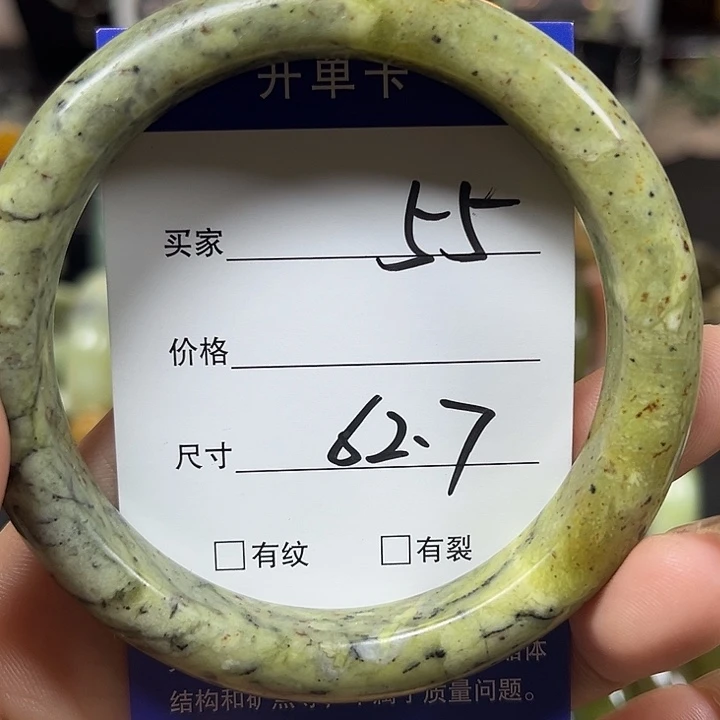 开单卡
买家 55
价格
尺寸 62.7
□有纹 □有裂
结构和矿
质量问题。